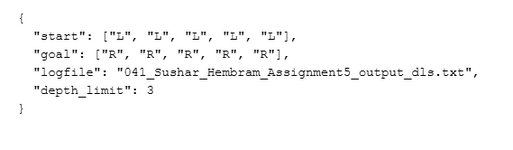 {
"start": ["L", "L", "L", "L", "L"],
"goal": ["R", "R", "R", "R", "R"],
"logfile": "041_Sushar_Hembram_Assignment5_output_dls.txt",
"depth_limit": 3
}